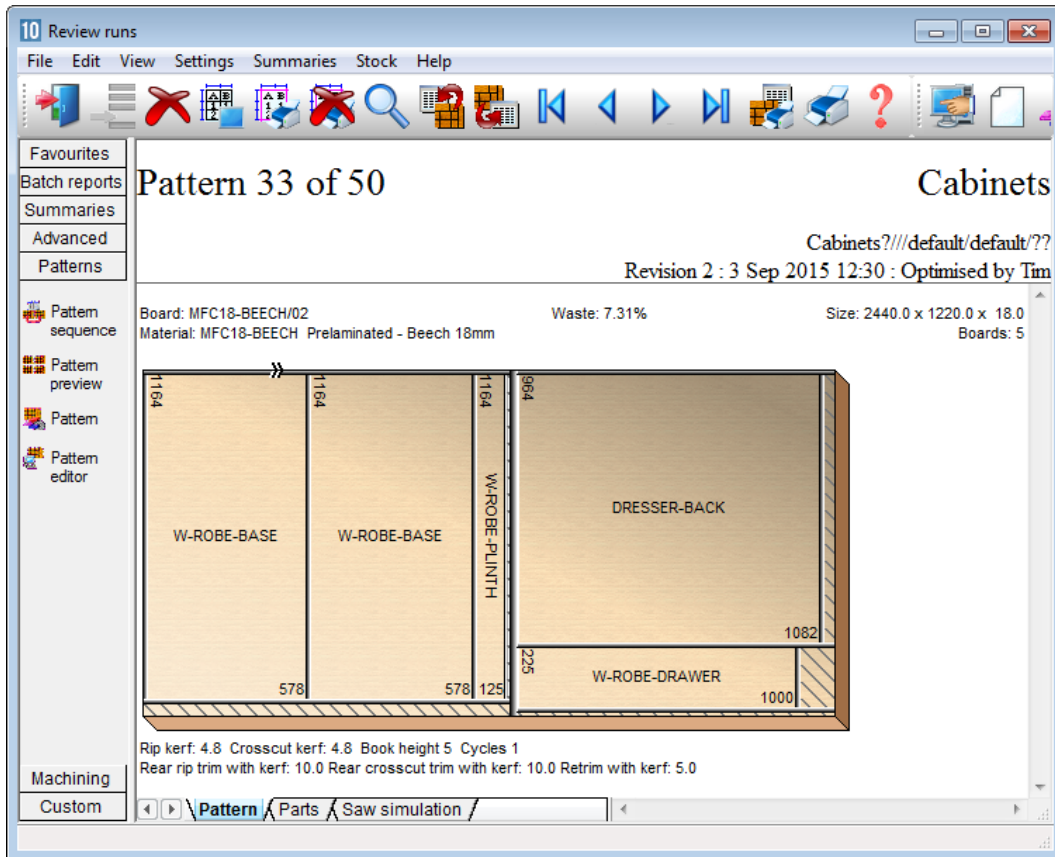 10 Review runs
File Edit View Settings Summaries Stock Help
Favourites
Batch reports
Summaries
Advanced
Patterns
Pattern
sequence
Pattern
preview
Pattern
Pattern
editor
Machining
Custom
Pattern 33 of 50 Cabinets
Cabinets?///default/default/??
Revision 2 : 3 Sep 2015 12:30 : Optimised by Tim
Board: MFC18-BEECH/02 Waste: 7.31% Size: 2440.0 x 1220.0 x 18.0
Material: MFC18-BEECH Prelaminated - Beech 18mm Boards: 5
1164
W-ROBE-BASE
578
1164
W-ROBE-BASE
578
1164
W-ROBE-PLINTH
125
964
DRESSER-BACK
1082
225
W-ROBE-DRAWER
1000
Rip kerf: 4.8 Crosscut kerf: 4.8 Book height 5 Cycles 1
Rear rip trim with kerf: 10.0 Rear crosscut trim with kerf: 10.0 Retrim with kerf: 5.0
Pattern Parts Saw simulation